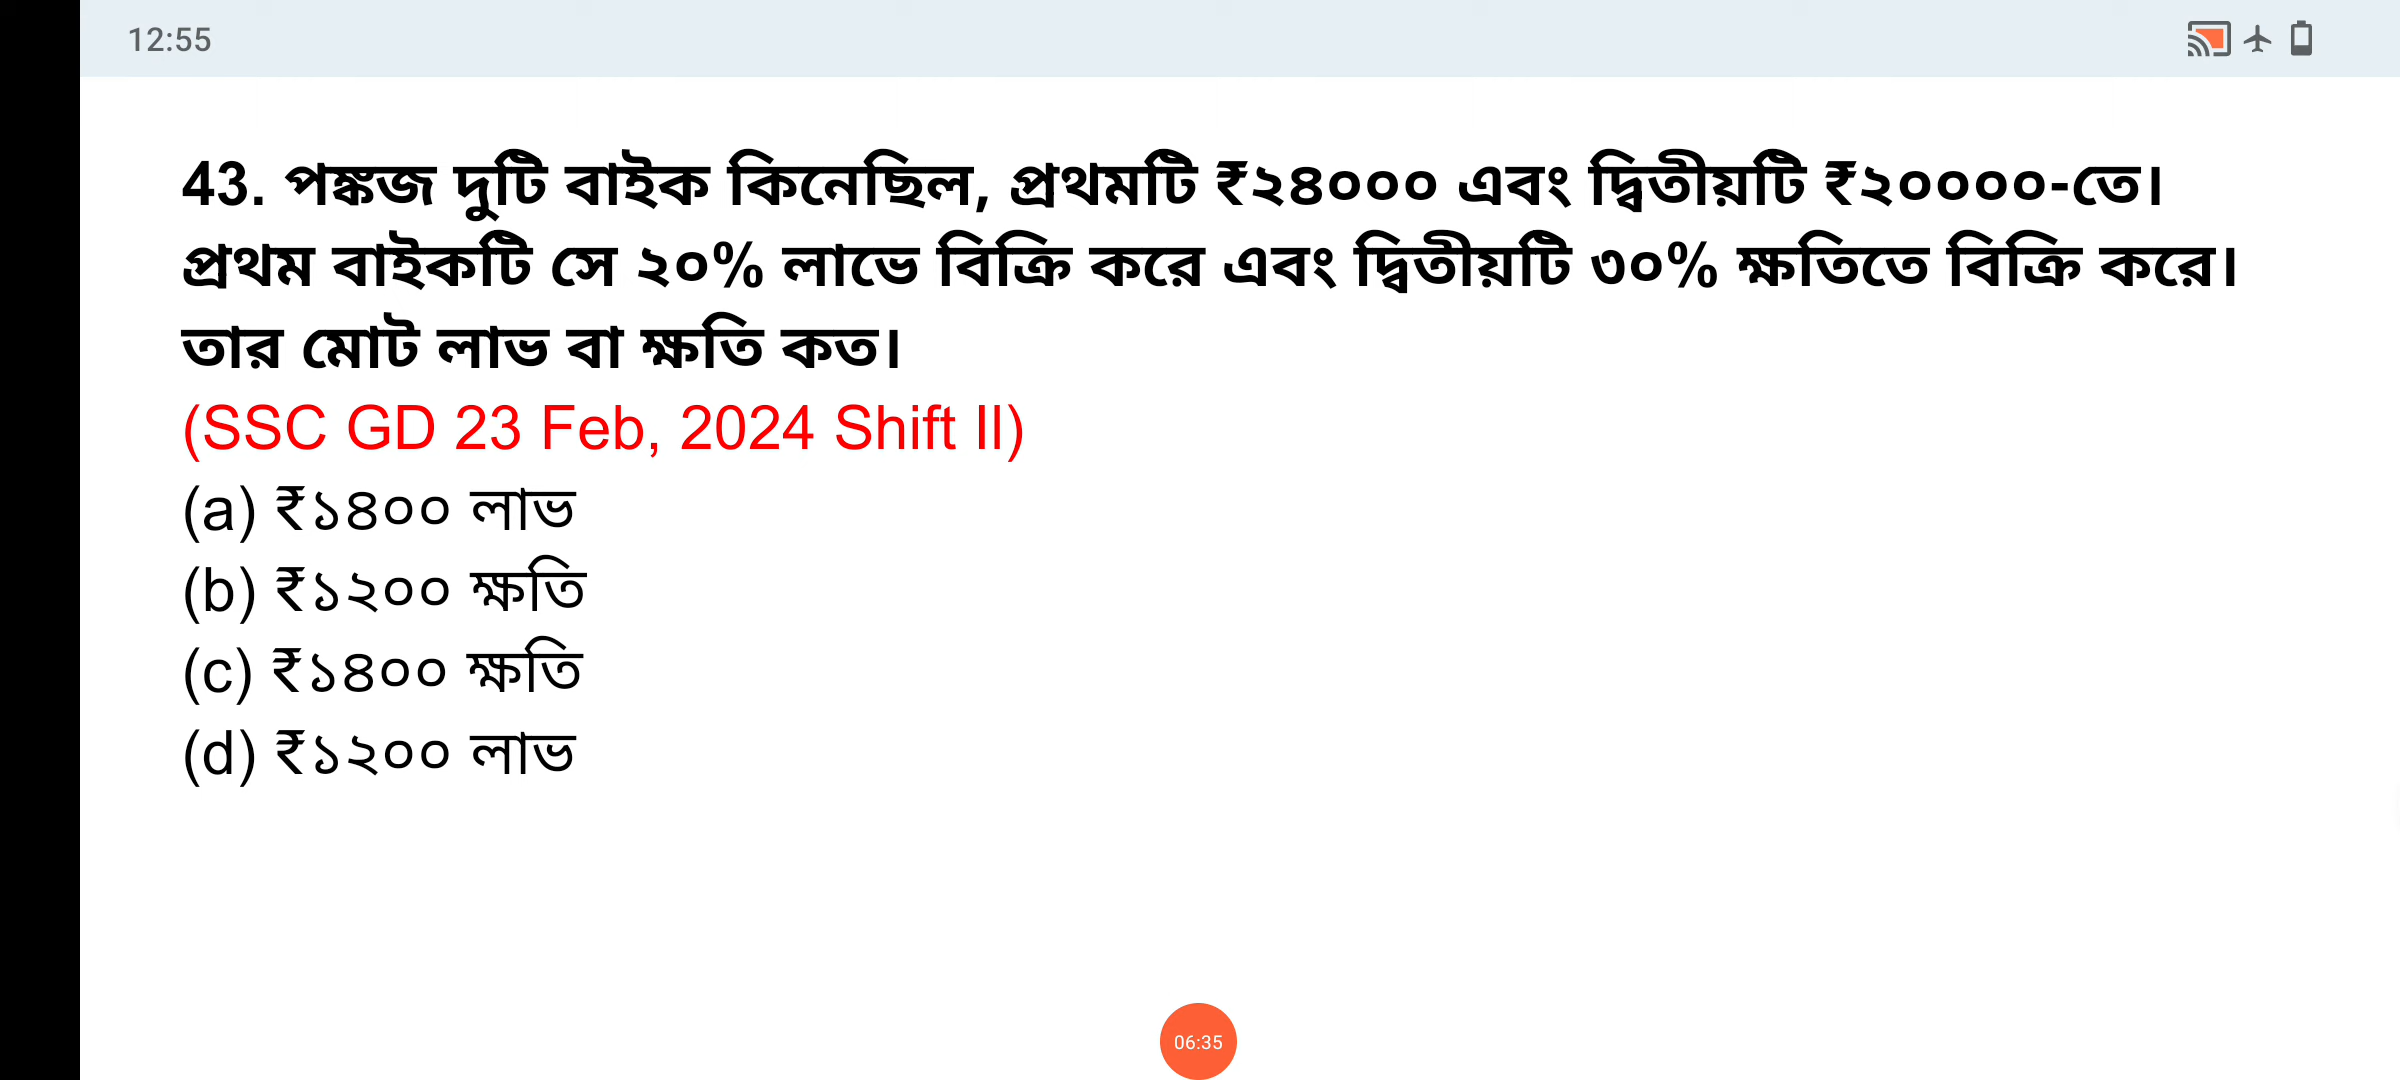 12:55
43. পঙ্কজ দুটি বাইক কিনেছিল, প্রথমটি ₹২৪০০০ এবং দ্বিতীয়টি ₹২০০০০-তে।
প্রথম বাইকটি সে ২০% লাভে বিক্রি করে এবং দ্বিতীয়টি ৩০% ক্ষতিতে বিক্রি করে।
তার মোট লাভ বা ক্ষতি কত।
(SSC GD 23 Feb, 2024 Shift II)
(a) ₹১৪০০ লাভ
(b) ₹১২০০ ক্ষতি
(c) ₹১৪০০ ক্ষতি
(d) ₹১২০০ লাভ
06:35